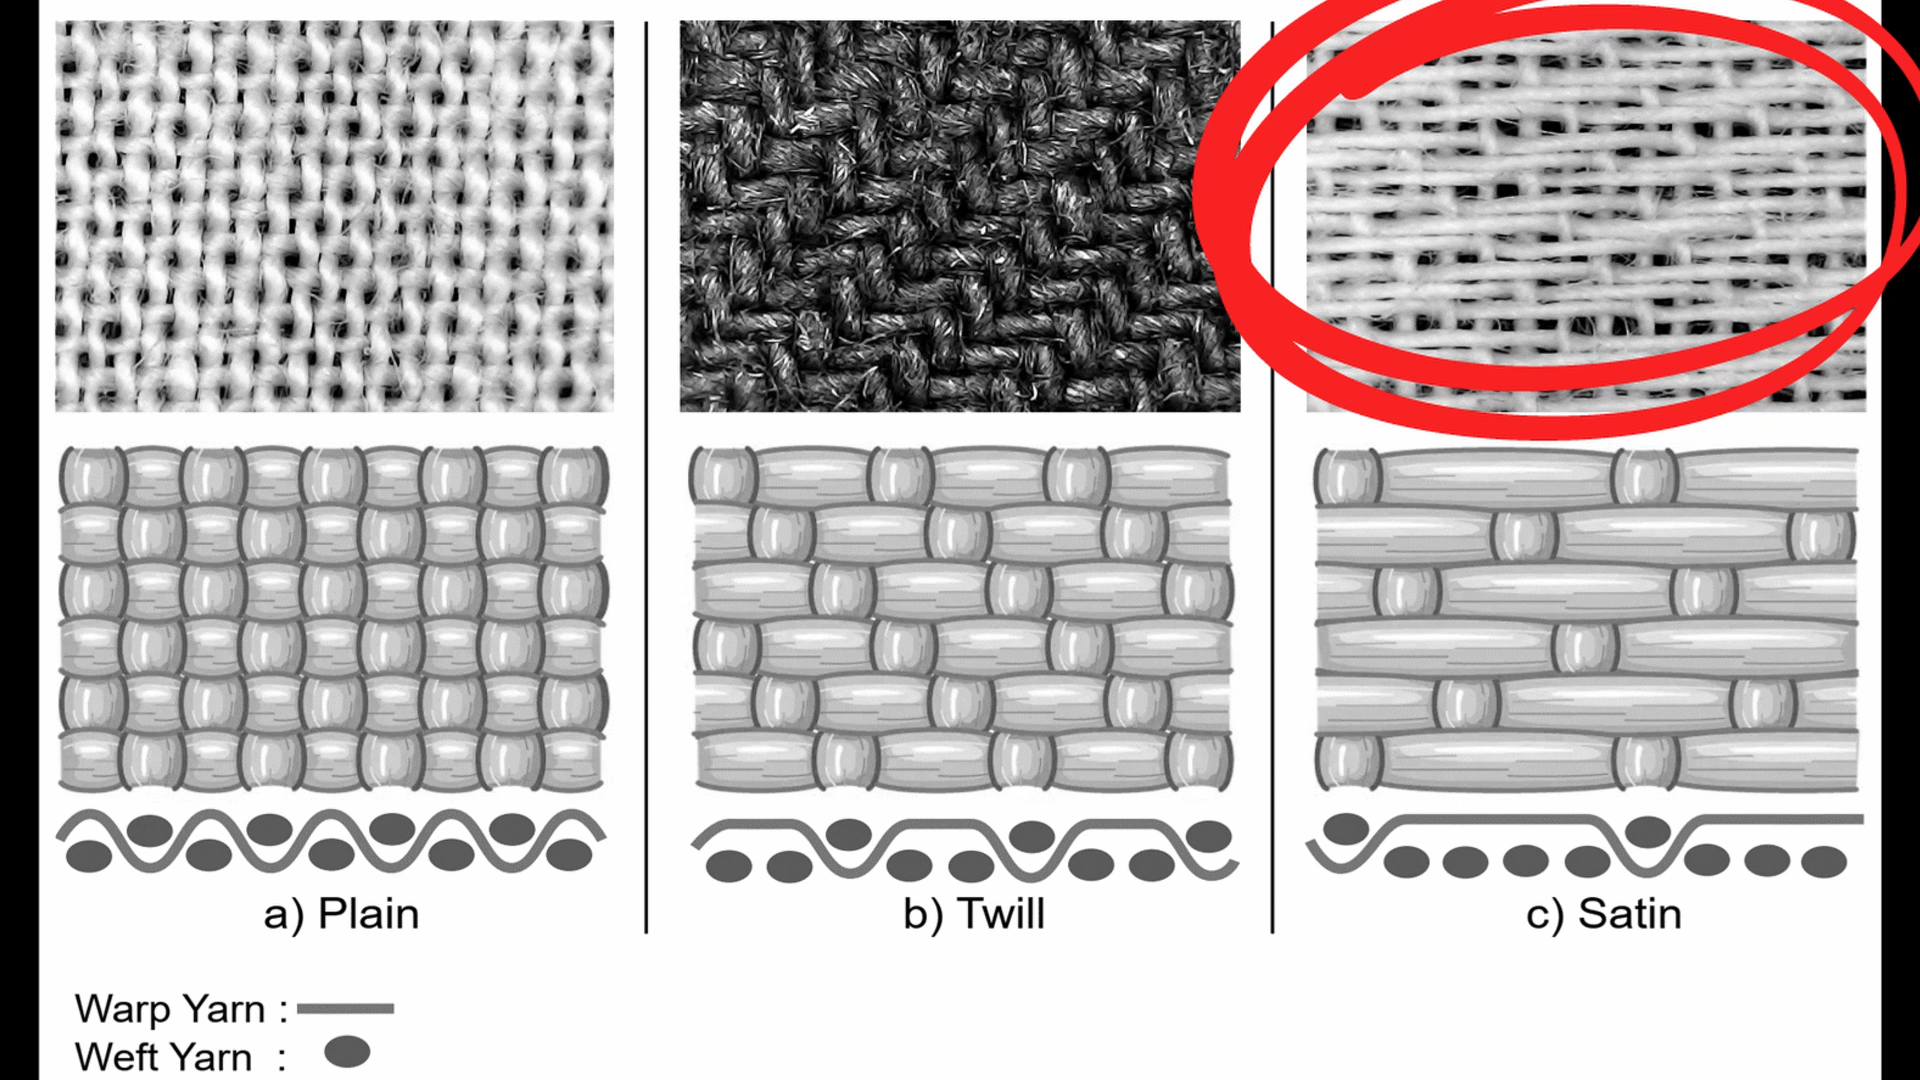 a) Plain
b) Twill
c) Satin
Warp Yarn :
Weft Yarn :